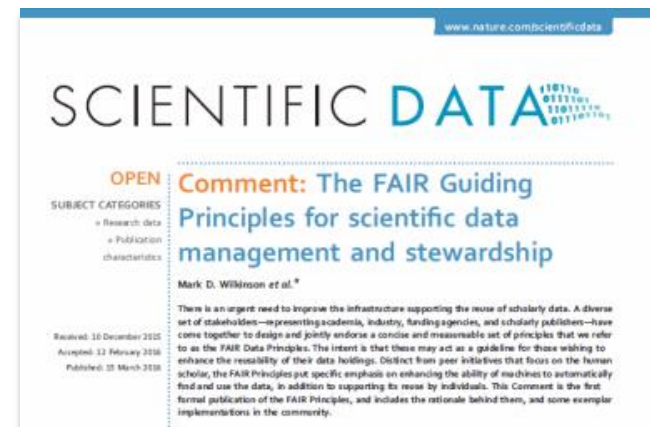 www.nature.com/scientificdata
SCIENTIFIC DATA
110110
011101
110111110
011101101
OPEN
SUBJECT CATEGORIES
» Research data
» Publication
characteristics
Received: 10 December 2015
Accepted: 12 February 2016
Published: 15 March 2016
Comment: The FAIR Guiding
Principles for scientific data
management and stewardship
Mark D. Wilkinson et al.*
There is an urgent need to improve the infrastructure supporting the reuse of scholarly data. A diverse
set of stakeholders—representing academia, industry, funding agencies, and scholarly publishers—have
come together to design and jointly endorse a concise and measureable set of principles that we refer
to as the FAIR Data Principles. The intent is that these may act as a guideline for those wishing to
enhance the reusability of their data holdings. Distinct from peer initiatives that focus on the human
scholar, the FAIR Principles put specific emphasis on enhancing the ability of machines to automatically
find and use the data, in addition to supporting its reuse by individuals. This Comment is the first
formal publication of the FAIR Principles, and includes the rationale behind them, and some exemplar
implementations in the community.